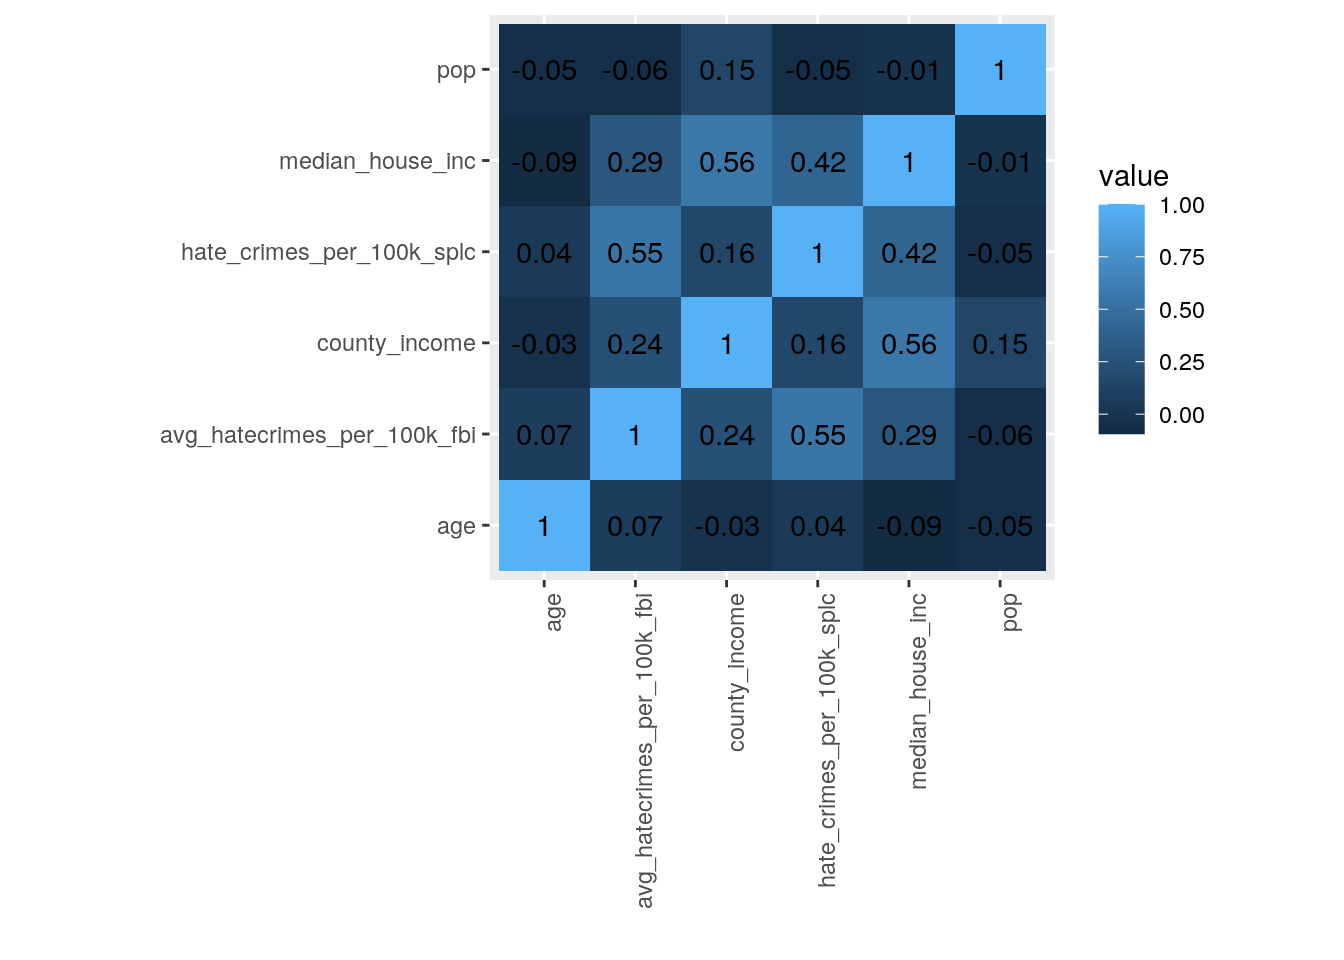 pop -0.05 -0.06 0.15 -0.05 -0.01 1
median_house_inc -0.09 0.29 0.56 0.42 1 -0.01
hate_crimes_per_100k_splc 0.04 0.55 0.16 1 0.42 -0.05
county_income -0.03 0.24 1 0.16 0.56 0.15
avg_hatecrimes_per_100k_fbi 0.07 1 0.24 0.55 0.29 -0.06
age 1 0.07 -0.03 0.04 -0.09 -0.05
age
avg_hatecrimes_per_100k_fbi
county_income
hate_crimes_per_100k_splc
median_house_inc
pop
value
1.00
0.75
0.50
0.25
0.00